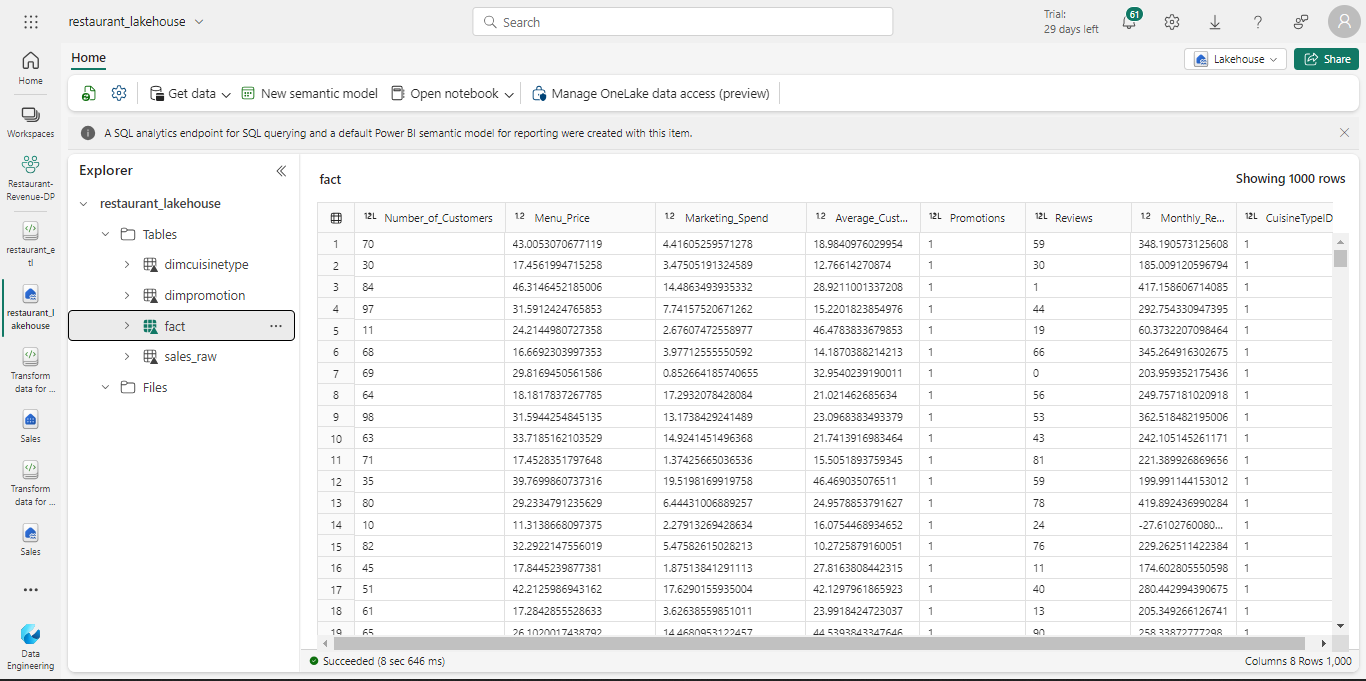 restaurant_lakehouse
Search
Trial:
29 days left
61
Home
Lakehouse
Share
Get data
New semantic model
Open notebook
Manage OneLake data access (preview)
A SQL analytics endpoint for SQL querying and a default Power BI semantic model for reporting were created with this item.
Home
Workspaces
Restaurant-
Revenue-DP
restaurant_e
tl
restaurant_l
akehouse
Transform
data for ...
Sales
Transform
data for ...
Sales
Data
Engineering
Explorer
restaurant_lakehouse
Tables
dimcuisinetype
dimpromotion
fact
sales_raw
Files
fact
Showing 1000 rows
12L Number_of_Customers 1.2 Menu_Price 1.2 Marketing_Spend 1.2 Average_Cust... 12L Promotions 12L Reviews 1.2 Monthly_Re... 12L CuisineTypeID
1 70 43.0053070677119 4.41605259571278 18.9840976029954 1 59 348.190573125608 1
2 30 17.4561994715258 3.47505191324589 12.76614270874 1 30 185.009120596794 1
3 84 46.3146452185006 14.4863493935332 28.9211001337208 1 1 417.158606714085 1
4 97 31.5912424765853 7.74157520671262 15.2201823854976 1 44 292.754330947395 1
5 11 24.2144980727358 2.67607472558977 46.4783833679853 1 19 60.3732207098464 1
6 68 16.6692303997353 3.97712555550592 14.1870388214213 1 66 345.264916302675 1
7 69 29.8169450561586 0.852664185740655 32.9540239190011 1 0 203.959352175436 1
8 64 18.1817837267785 17.2932078428084 21.021462685634 1 56 249.757181020918 1
9 98 31.5944254845135 13.1738429241489 23.0968383493379 1 53 362.518482195006 1
10 63 33.7185162103529 14.9241451496368 21.7413916983464 1 43 242.105145261171 1
11 71 17.4528351797648 1.37425665036536 15.5051893759345 1 81 221.389926869656 1
12 35 39.7699860737316 19.5198169919758 46.469035076511 1 59 199.991144153012 1
13 80 29.2334791235629 6.44431006889257 24.9578853791627 1 78 419.892436990284 1
14 10 11.3138668097375 2.27913269428634 16.0754468934652 1 24 -27.6102760080... 1
15 82 32.2922147556019 5.47582615028213 10.2725879160051 1 76 229.262511422384 1
16 45 17.8445239877381 1.87513841291113 27.8163808442315 1 11 174.602805550598 1
17 51 42.2125986943162 17.6290155935004 42.1297961865923 1 40 280.442994390675 1
18 61 17.2842855528633 3.62638559851011 23.9918424723037 1 13 205.349266126741 1
19 65 26.1020017438792 14.4680953122457 44.5393843347646 1 90 258.33872777298 1
Succeeded (8 sec 646 ms)
Columns 8 Rows 1,000